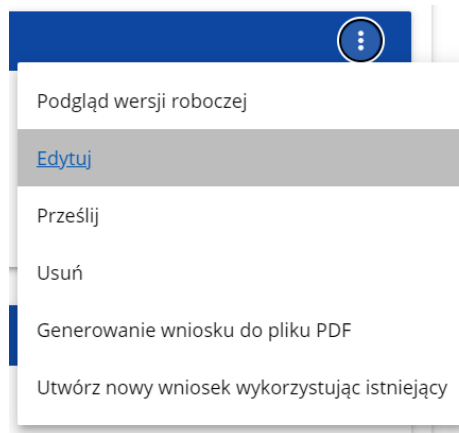 Podgląd wersji roboczej
Edytuj
Prześlij
Usuń
Generowanie wniosku do pliku PDF
Utwórz nowy wniosek wykorzystując istniejący